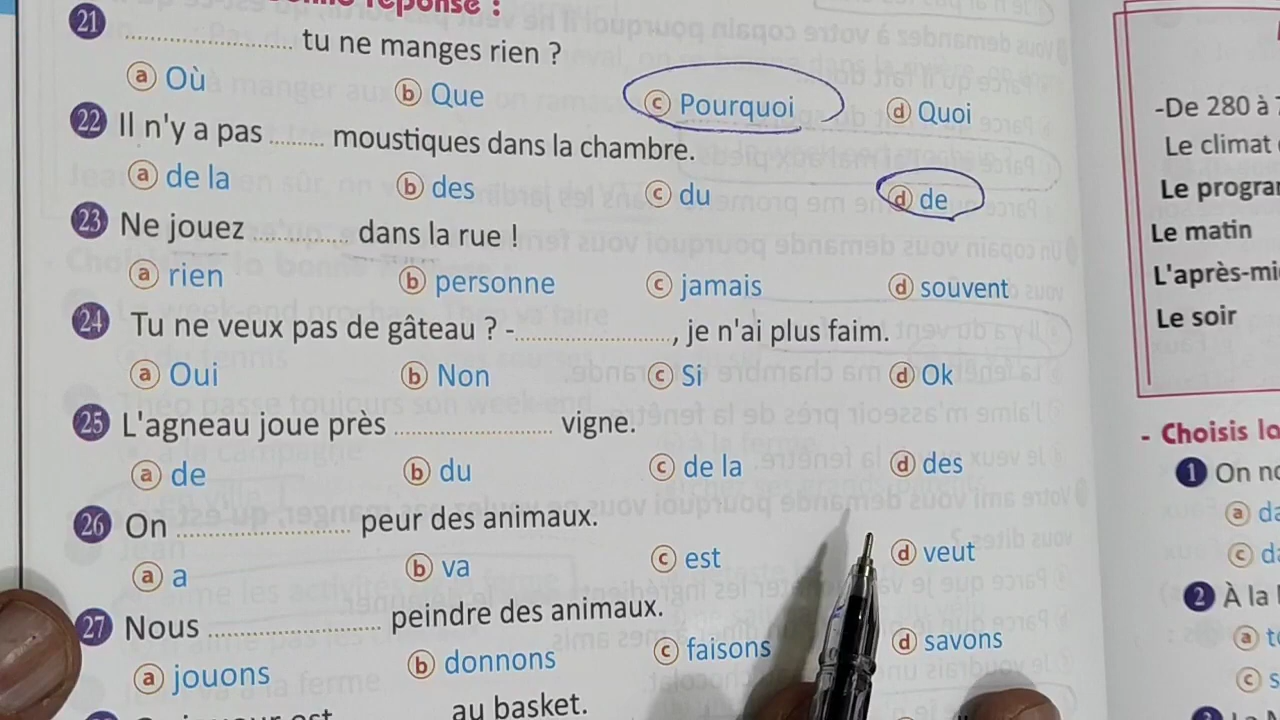 réponse :
21 .................... tu ne manges rien ?
a Où b Que c Pourquoi d Quoi
22 Il n'y a pas ........ moustiques dans la chambre.
a de la b des c du d de
23 Ne jouez .............. dans la rue !
a rien b personne c jamais d souvent
24 Tu ne veux pas de gâteau ? -...................., je n'ai plus faim.
a Oui b Non c Si d Ok
25 L'agneau joue près .................... vigne.
a de b du c de la d des
26 On ...................... peur des animaux.
a a b va c est d veut
27 Nous ...................... peindre des animaux.
a jouons b donnons c faisons d savons
au basket.
-De 280 à
Le climat
Le program
Le matin
L'après-mi
Le soir
- Choisis la
1 On no
a da
c d
2 À la
a t
c s